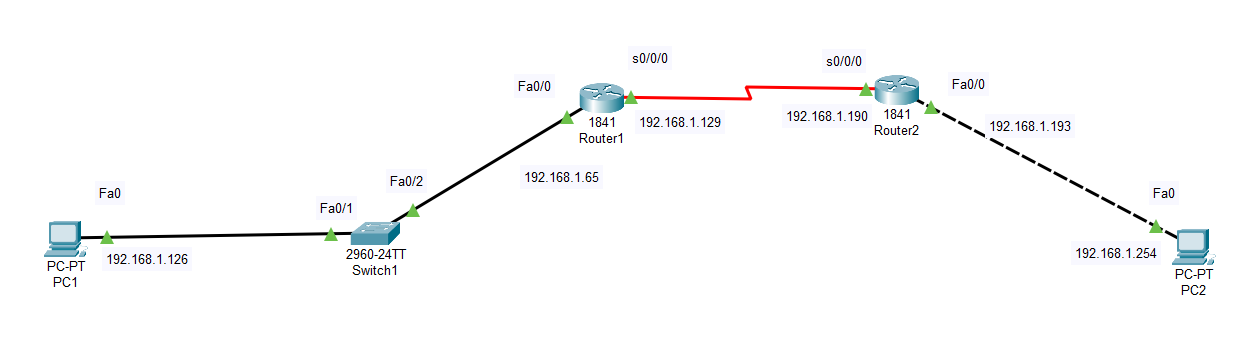 s0/0/0
s0/0/0
Fa0/0
Fa0/0
1841
Router1
192.168.1.129
192.168.1.190
1841
Router2
192.168.1.193
192.168.1.65
Fa0/2
Fa0
Fa0
Fa0/1
192.168.1.126
2960-24TT
Switch1
192.168.1.254
PC-PT
PC1
PC-PT
PC2